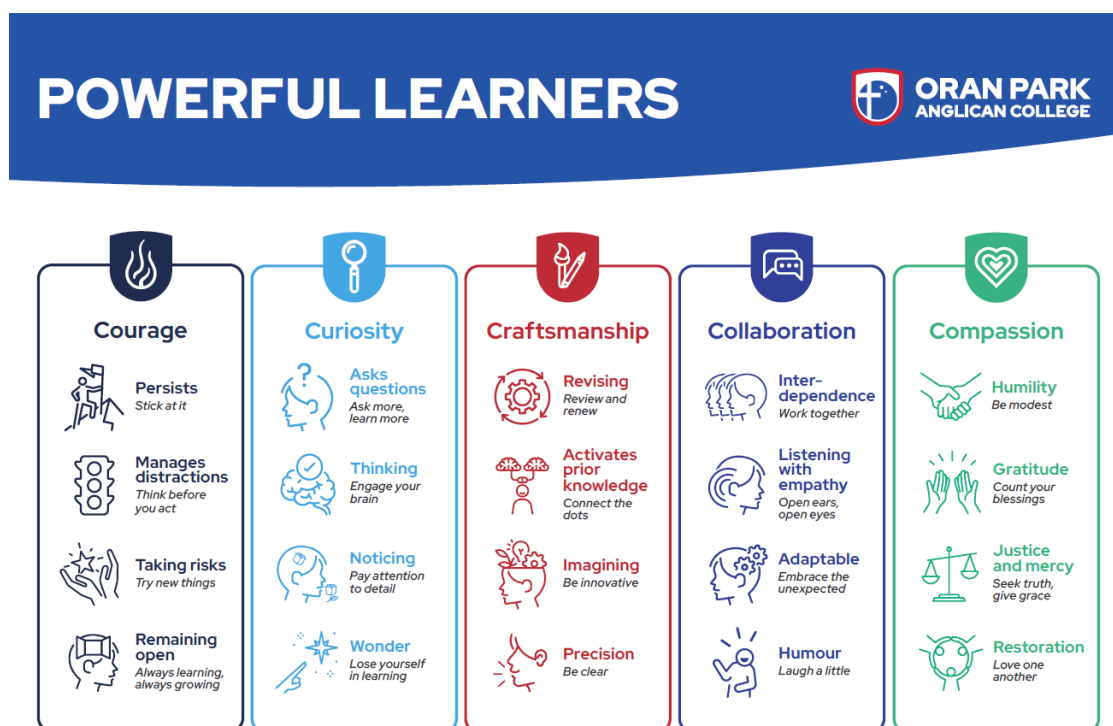 POWERFUL LEARNERS
ORAN PARK
ANGLICAN COLLEGE
Courage
Persists
Stick at it
Manages
distractions
Think before
you act
Taking risks
Try new things
Remaining
open
Always learning,
always growing
Curiosity
?
Asks
questions
Ask more,
learn more
Thinking
Engage your
brain
Noticing
Pay attention
to detail
Wonder
Lose yourself
in learning
Craftsmanship
Revising
Review and
renew
Activates
prior
knowledge
Connect the
dots
Imagining
Be innovative
Precision
Be clear
Collaboration
Inter-
dependence
Work together
Listening
with
empathy
Open ears,
open eyes
Adaptable
Embrace the
unexpected
Humour
Laugh a little
Compassion
Humility
Be modest
Gratitude
Count your
blessings
Justice
and mercy
Seek truth,
give grace
Restoration
Love one
another